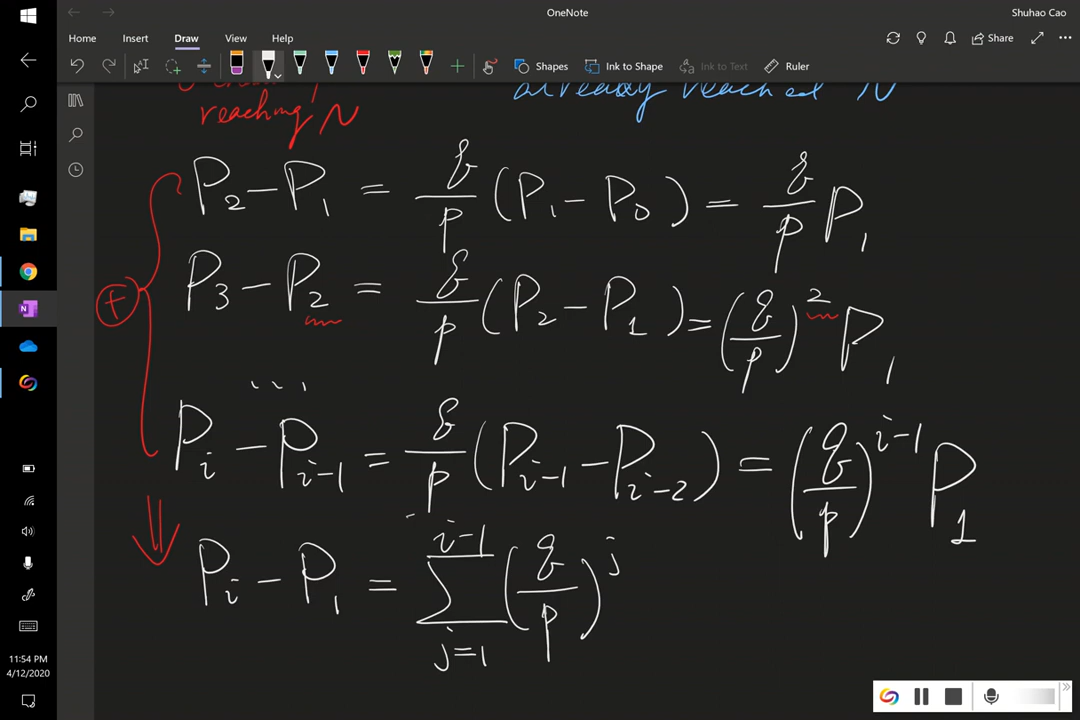 OneNote
Shuhao Cao
Home Insert Draw View Help
Share
Shapes Ink to Shape Ink to Text Ruler
reaching N
already reached N
P₂ − P₁ = q/p (P₁ − P₀) = q/p P₁
P₃ − P₂ = q/p (P₂ − P₁) = (q/p)² P₁
+
...
Pᵢ − Pᵢ₋₁ = q/p (Pᵢ₋₁ − Pᵢ₋₂) = (q/p)ⁱ⁻¹ P₁
⇓
Pᵢ − P₁ = ∑_{j=1}^{i-1} (q/p)^j
11:54 PM
4/12/2020